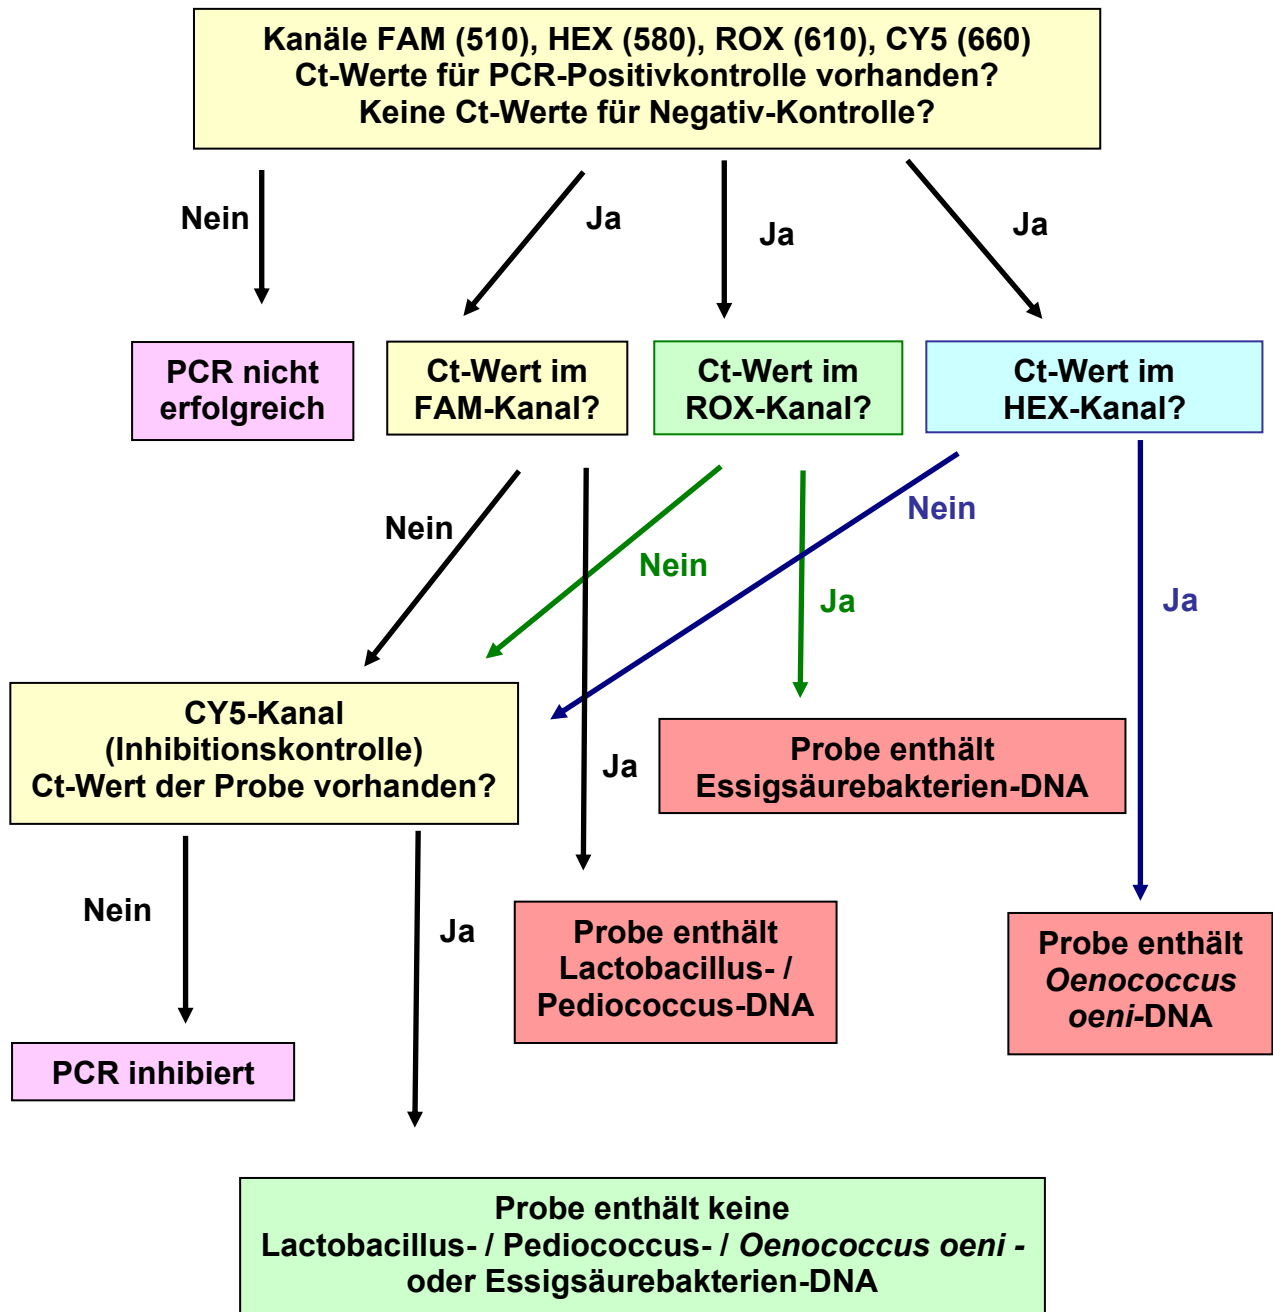 Kanäle FAM (510), HEX (580), ROX (610), CY5 (660)
Ct-Werte für PCR-Positivkontrolle vorhanden?
Keine Ct-Werte für Negativ-Kontrolle?
Nein
Ja
Ja
Ja
PCR nicht
erfolgreich
Ct-Wert im
FAM-Kanal?
Ct-Wert im
ROX-Kanal?
Ct-Wert im
HEX-Kanal?
Nein
Nein
Nein
Ja
Ja
Ja
CY5-Kanal
(Inhibitionskontrolle)
Ct-Wert der Probe vorhanden?
Probe enthält
Essigsäurebakterien-DNA
Nein
Ja
Probe enthält
Lactobacillus- /
Pediococcus-DNA
Probe enthält
Oenococcus
oeni-DNA
PCR inhibiert
Probe enthält keine
Lactobacillus- / Pediococcus- / Oenococcus oeni -
oder Essigsäurebakterien-DNA